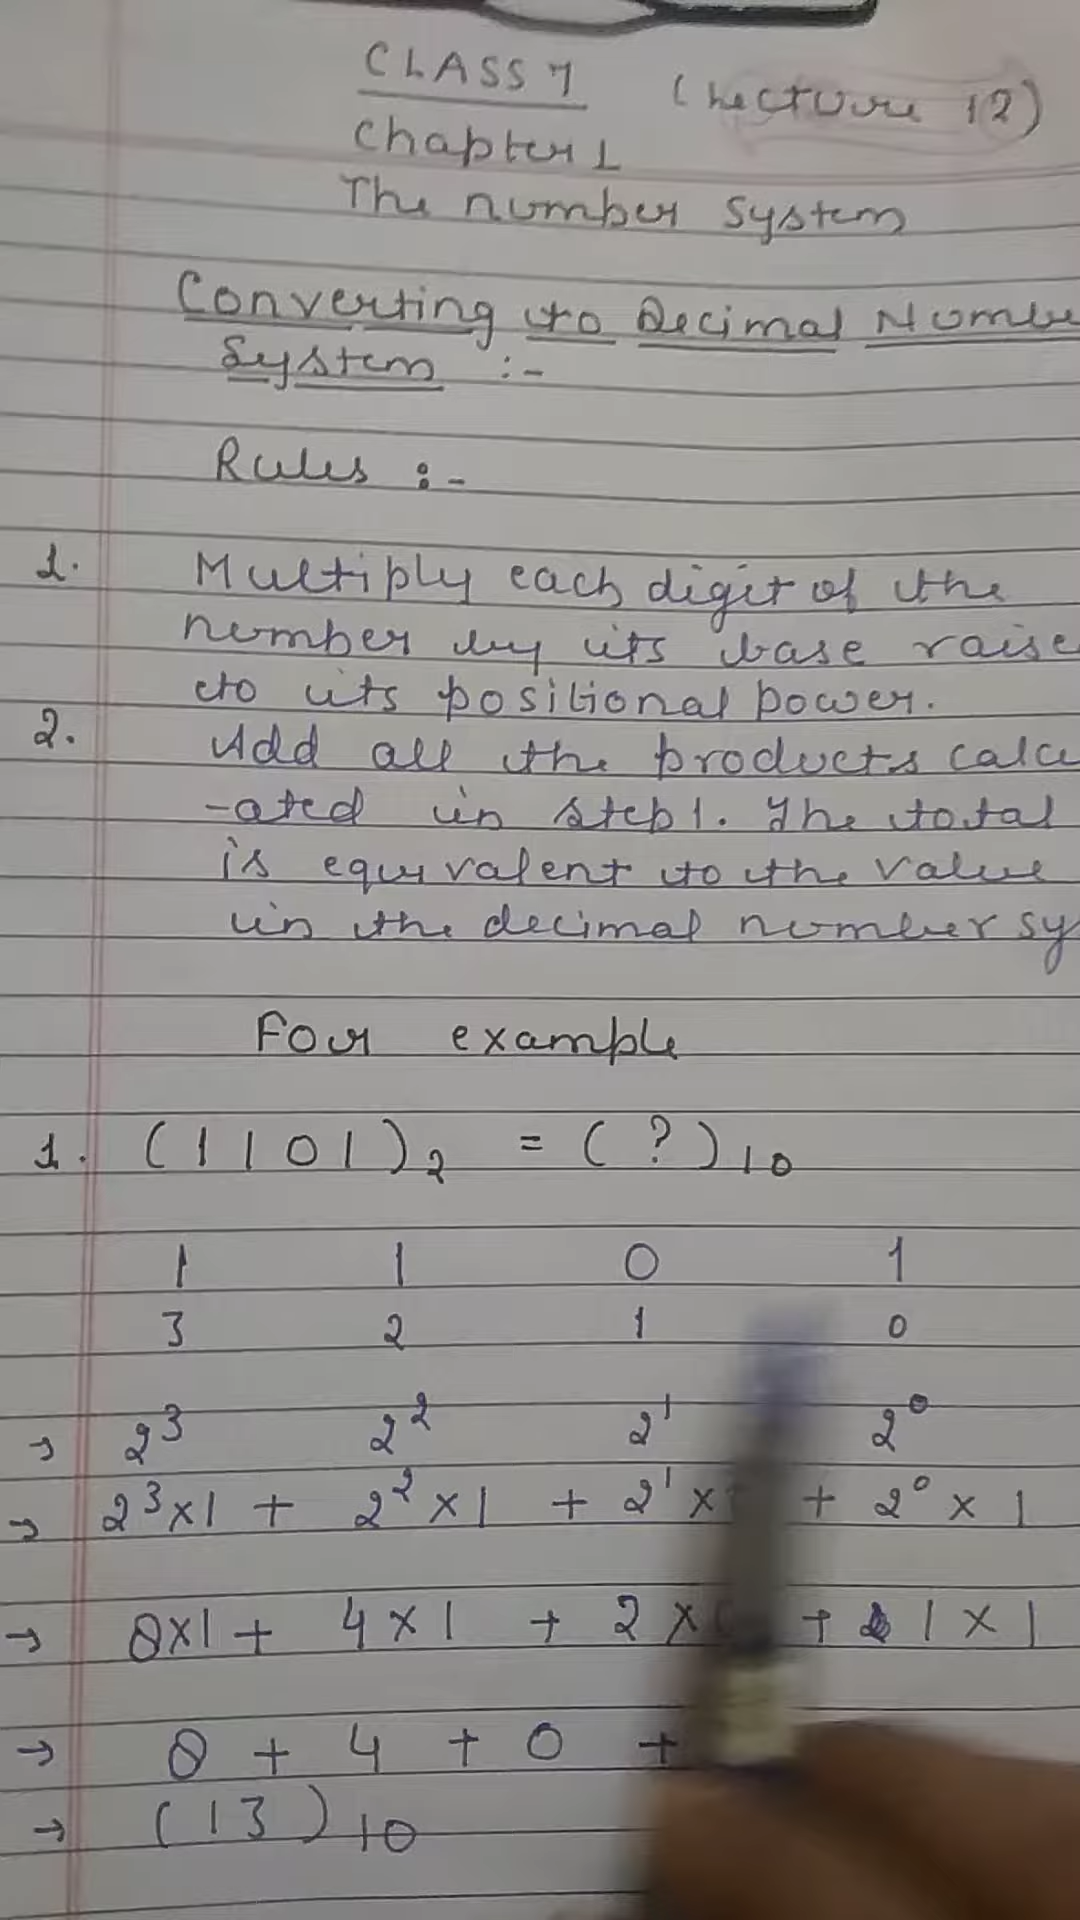 CLASS 7 (Lecture 12)
Chapter 1
The number system
Converting to Decimal Numbe
System :-
Rules :-
1. Multiply each digit of the
number by its base raise
to its positional power.
2. Add all the products calcu
-ated in step 1. The total
is equivalent to the value
in the decimal number sy
For example
1. (1101)₂ = (?)₁₀
1 1 0 1
3 2 1 0
→ 2³ 2² 2¹ 2⁰
→ 2³×1 + 2²×1 + 2¹× + 2⁰×1
→ 8×1 + 4×1 + 2× + 1×1
→ 8 + 4 + 0 +
→ (13)₁₀